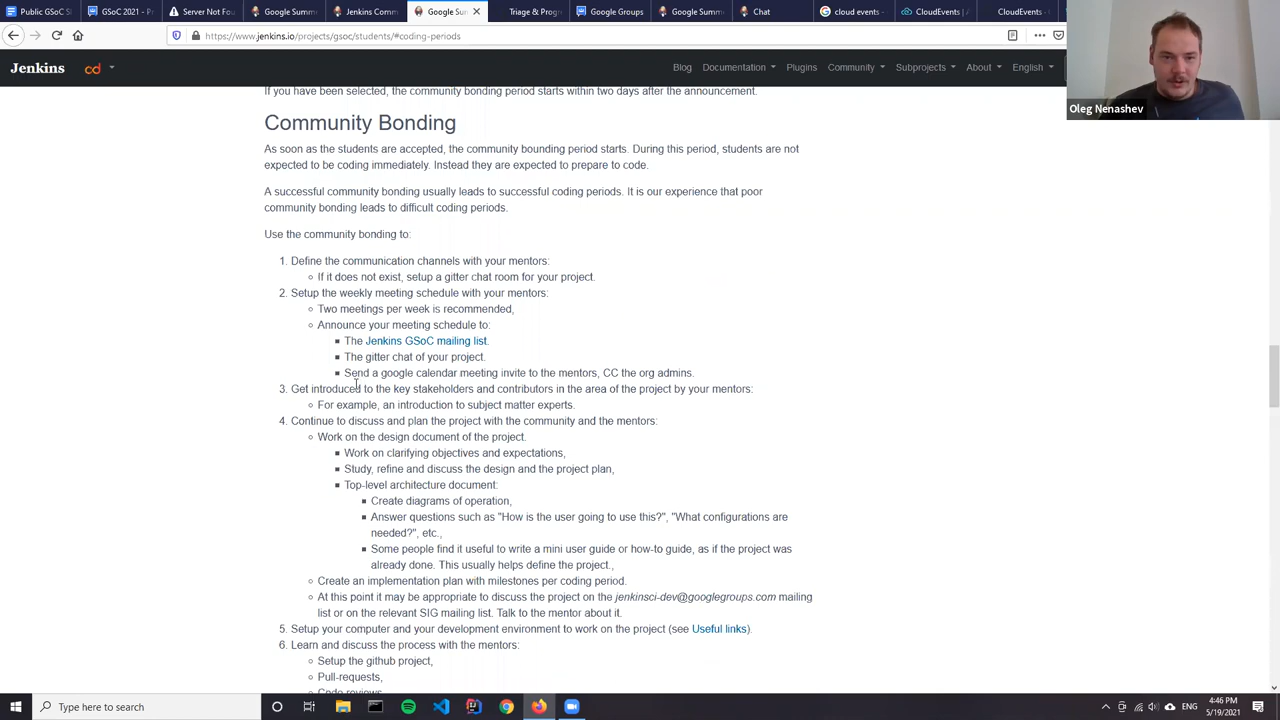 Public GSoC St
GSoC 2021 - Pr
Server Not Fou
Jenkins Comm
Google Sum
Triage & Progr
Google Groups
Google Summe
Chat
cloud events -
CloudEvents | A
CloudEvents
https://www.jenkins.io/projects/gsoc/students/#coding-periods
Jenkins
cd
Blog Documentation Plugins Community Subprojects About English
Oleg Nenashev
If you have been selected, the community bonding period starts within two days after the announcement.
Community Bonding
As soon as the students are accepted, the community bounding period starts. During this period, students are not
expected to be coding immediately. Instead they are expected to prepare to code.
A successful community bonding usually leads to successful coding periods. It is our experience that poor
community bonding leads to difficult coding periods.
Use the community bonding to:
1. Define the communication channels with your mentors:
If it does not exist, setup a gitter chat room for your project.
2. Setup the weekly meeting schedule with your mentors:
Two meetings per week is recommended,
Announce your meeting schedule to:
The Jenkins GSoC mailing list.
The gitter chat of your project.
Send a google calendar meeting invite to the mentors, CC the org admins.
3. Get introduced to the key stakeholders and contributors in the area of the project by your mentors:
For example, an introduction to subject matter experts.
4. Continue to discuss and plan the project with the community and the mentors:
Work on the design document of the project.
Work on clarifying objectives and expectations,
Study, refine and discuss the design and the project plan,
Top-level architecture document:
Create diagrams of operation,
Answer questions such as "How is the user going to use this?", "What configurations are
needed?", etc.,
Some people find it useful to write a mini user guide or how-to guide, as if the project was
already done. This usually helps define the project.,
Create an implementation plan with milestones per coding period.
At this point it may be appropriate to discuss the project on the jenkinsci-dev@googlegroups.com mailing
list or on the relevant SIG mailing list. Talk to the mentor about it.
5. Setup your computer and your development environment to work on the project (see Useful links).
6. Learn and discuss the process with the mentors:
Setup the github project,
Pull-requests,
Code reviews
Type here to search
4:46 PM
5/19/2021